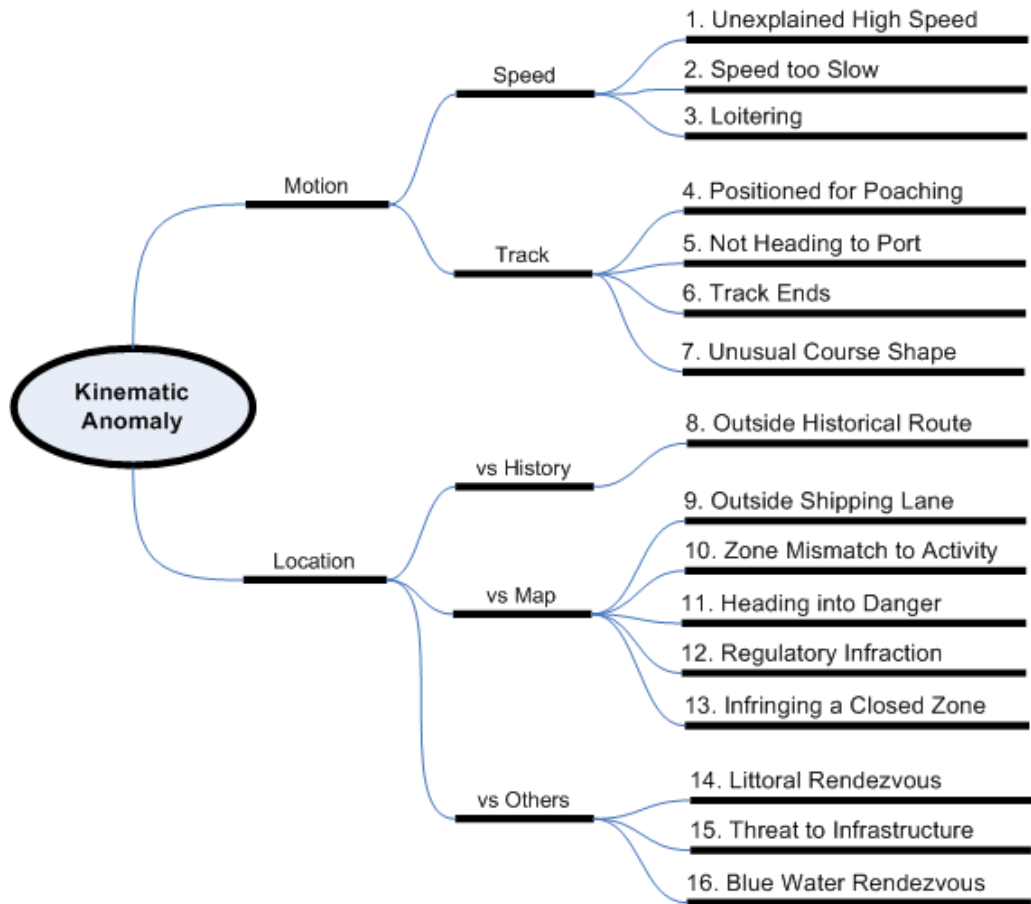 Kinematic
Anomaly
Motion
Speed
1. Unexplained High Speed
2. Speed too Slow
3. Loitering
Track
4. Positioned for Poaching
5. Not Heading to Port
6. Track Ends
7. Unusual Course Shape
Location
vs History
8. Outside Historical Route
vs Map
9. Outside Shipping Lane
10. Zone Mismatch to Activity
11. Heading into Danger
12. Regulatory Infraction
13. Infringing a Closed Zone
vs Others
14. Littoral Rendezvous
15. Threat to Infrastructure
16. Blue Water Rendezvous